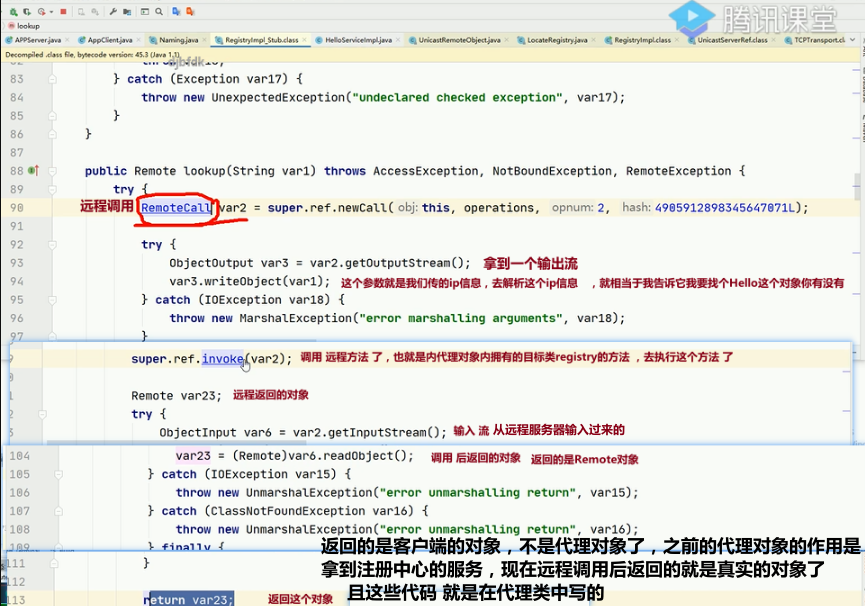 腾讯课堂
lookup
APPServer.java
AppClient.java
Naming.java
RegistryImpl_Stub.class
HelloServiceImpl.java
UnicastRemoteObject.java
LocateRegistry.java
RegistryImpl.class
UnicastServerRef.class
TCPTransport.cl
Decompiled .class file, bytecode version: 45.3 (Java 1.1)
djbfdk
83 } catch (Exception var17) {
84 throw new UnexpectedException("undeclared checked exception", var17);
85 }
86 }
87
88 public Remote lookup(String var1) throws AccessException, NotBoundException, RemoteException {
89 try {
90 远程调用 RemoteCall var2 = super.ref.newCall( obj: this, operations, opnum: 2, hash: 4905912898345647071L);
91
92 try {
93 ObjectOutput var3 = var2.getOutputStream(); 拿到一个输出流
94 var3.writeObject(var1); 这个参数就是我们传的ip信息，去解析这个ip信息 ，就相当于我告诉它我要找个Hello这个对象你有没有
95 } catch (IOException var18) {
96 throw new MarshalException("error marshalling arguments", var18);
97 }
super.ref.invoke(var2); 调用 远程方法 了，也就是内代理对象内拥有的目标类registry的方法 ，去执行这个方法 了
Remote var23; 远程返回的对象
try {
ObjectInput var6 = var2.getInputStream(); 输入 流 从远程服务器输入过来的
104 var23 = (Remote)var6.readObject(); 调用 后返回的对象 返回的是Remote对象
105 } catch (IOException var15) {
106 throw new UnmarshalException("error unmarshalling return", var15);
107 } catch (ClassNotFoundException var16) {
108 throw new UnmarshalException("error unmarshalling return", var16);
109 } finally {
返回的是客户端的对象，不是代理对象了，之前的代理对象的作用是
111 }
拿到注册中心的服务，现在远程调用后返回的就是真实的对象了
112
且这些代码 就是在代理类中写的
113 return var23; 返回这个对象